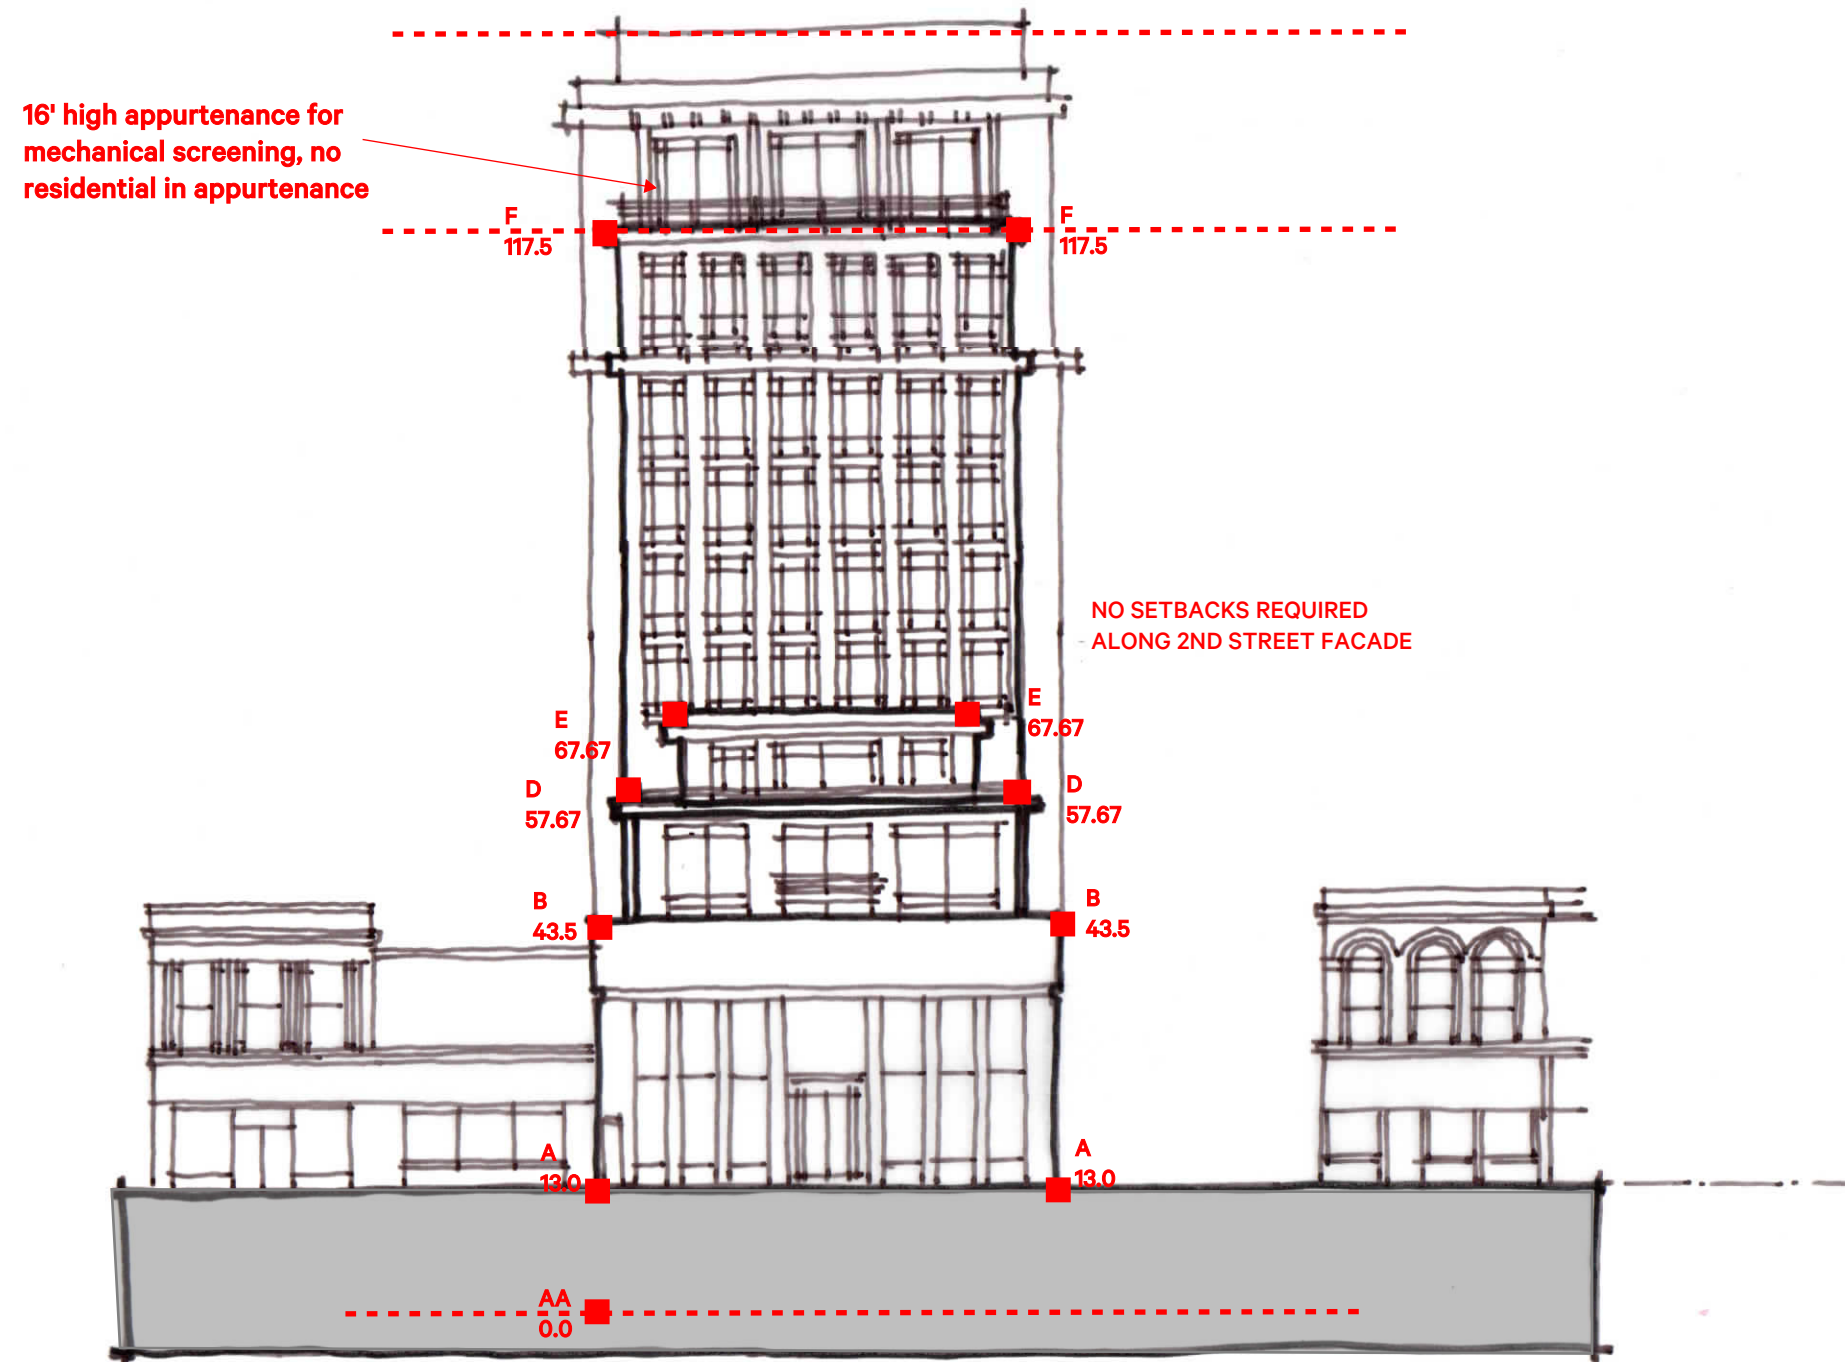 16' high appurtenance for
mechanical screening, no
residential in appurtenance
F
117.5
F
117.5
NO SETBACKS REQUIRED
ALONG 2ND STREET FACADE
E
67.67
E
67.67
D
57.67
D
57.67
B
43.5
B
43.5
A
13.0
A
13.0
AA
0.0